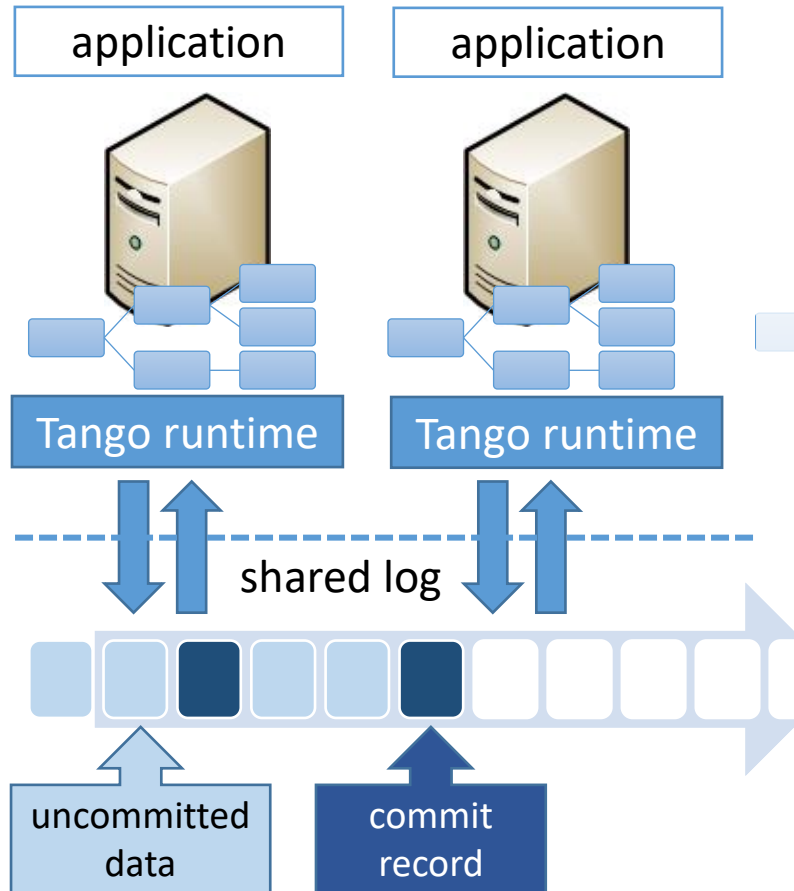 application
application
Tango runtime
Tango runtime
shared log
uncommitted
data
commit
record